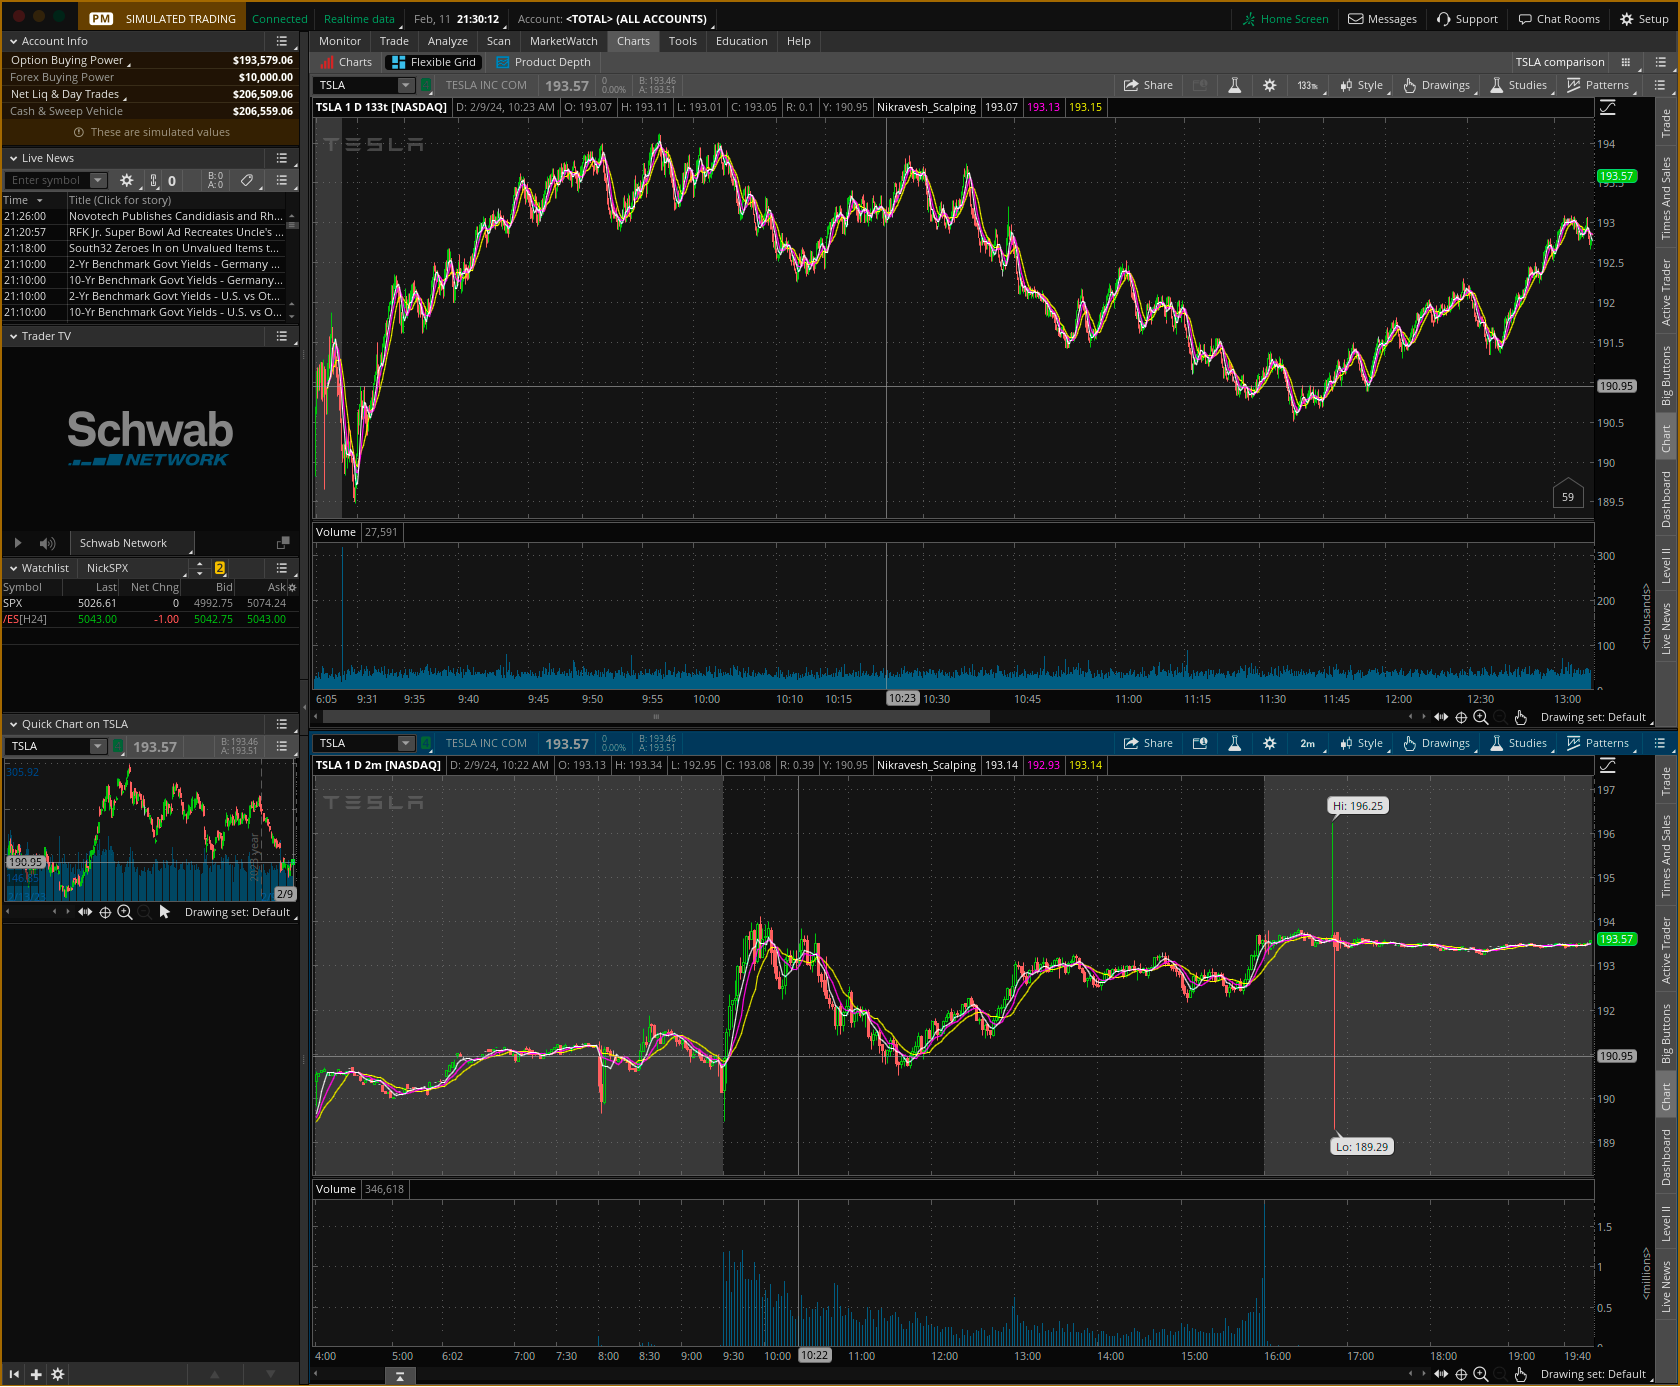 PM SIMULATED TRADING Connected Realtime data Feb, 11 21:30:12 Account: <TOTAL> (ALL ACCOUNTS) Home Screen Messages Support Chat Rooms Setup
Account Info
Option Buying Power $193,579.06
Forex Buying Power $10,000.00
Net Liq & Day Trades $206,509.06
Cash & Sweep Vehicle $206,559.06
These are simulated values
Live News
Enter symbol 0 B: 0
A: 0
Time Title (Click for story)
21:26:00 Novotech Publishes Candidiasis and Rh...
21:20:57 RFK Jr. Super Bowl Ad Recreates Uncle's ...
21:18:00 South32 Zeroes In on Unvalued Items t...
21:10:00 2-Yr Benchmark Govt Yields - Germany ...
21:10:00 10-Yr Benchmark Govt Yields - Germany...
21:10:00 2-Yr Benchmark Govt Yields - U.S. vs Ot...
21:10:00 10-Yr Benchmark Govt Yields - U.S. vs O...
Trader TV
Schwab
NETWORK
Schwab Network
Watchlist NickSPX 2
Symbol Last Net Chng Bid Ask
SPX 5026.61 0 4992.75 5074.24
/ES[H24] 5043.00 -1.00 5042.75 5043.00
Quick Chart on TSLA
TSLA 193.57 B: 193.46
A: 193.51
305.92
190.95
2023 year
2/9
Drawing set: Default
Monitor Trade Analyze Scan MarketWatch Charts Tools Education Help
Charts Flexible Grid Product Depth TSLA comparison
TSLA TESLA INC COM 193.57 0
0.00% B: 193.46
A: 193.51 Share 133t Style Drawings Studies Patterns
TSLA 1 D 133t [NASDAQ] D: 2/9/24, 10:23 AM O: 193.07 H: 193.11 L: 193.01 C: 193.05 R: 0.1 Y: 190.95 Nikravesh_Scalping 193.07 193.13 193.15
TESLA
194
193.57
193.5
193
192.5
192
191.5
190.95
190.5
190
189.5
59
Volume 27,591
300
200
100
0
<thousands>
6:05 9:31 9:35 9:40 9:45 9:50 9:55 10:00 10:10 10:15 10:23 10:30 10:45 11:00 11:15 11:30 11:45 12:00 12:30 13:00
Drawing set: Default
Trade
Times And Sales
Active Trader
Big Buttons
Chart
Dashboard
Level II
Live News
TSLA 4 TESLA INC COM 193.57 0
0.00% B: 193.46
A: 193.51 Share 2m Style Drawings Studies Patterns
TSLA 1 D 2m [NASDAQ] D: 2/9/24, 10:22 AM O: 193.13 H: 193.34 L: 192.95 C: 193.08 R: 0.39 Y: 190.95 Nikravesh_Scalping 193.14 192.93 193.14
TESLA
Hi: 196.25
Lo: 189.29
197
196
195
194
193.57
193
192
190.95
190
189
Volume 346,618
1.5
1
0.5
0
<millions>
4:00 5:00 6:02 7:00 7:30 8:00 8:30 9:00 9:30 10:00 10:22 11:00 12:00 13:00 14:00 15:00 16:00 17:00 18:00 19:00 19:40
Drawing set: Default
Trade
Times And Sales
Active Trader
Big Buttons
Chart
Dashboard
Level II
Live News